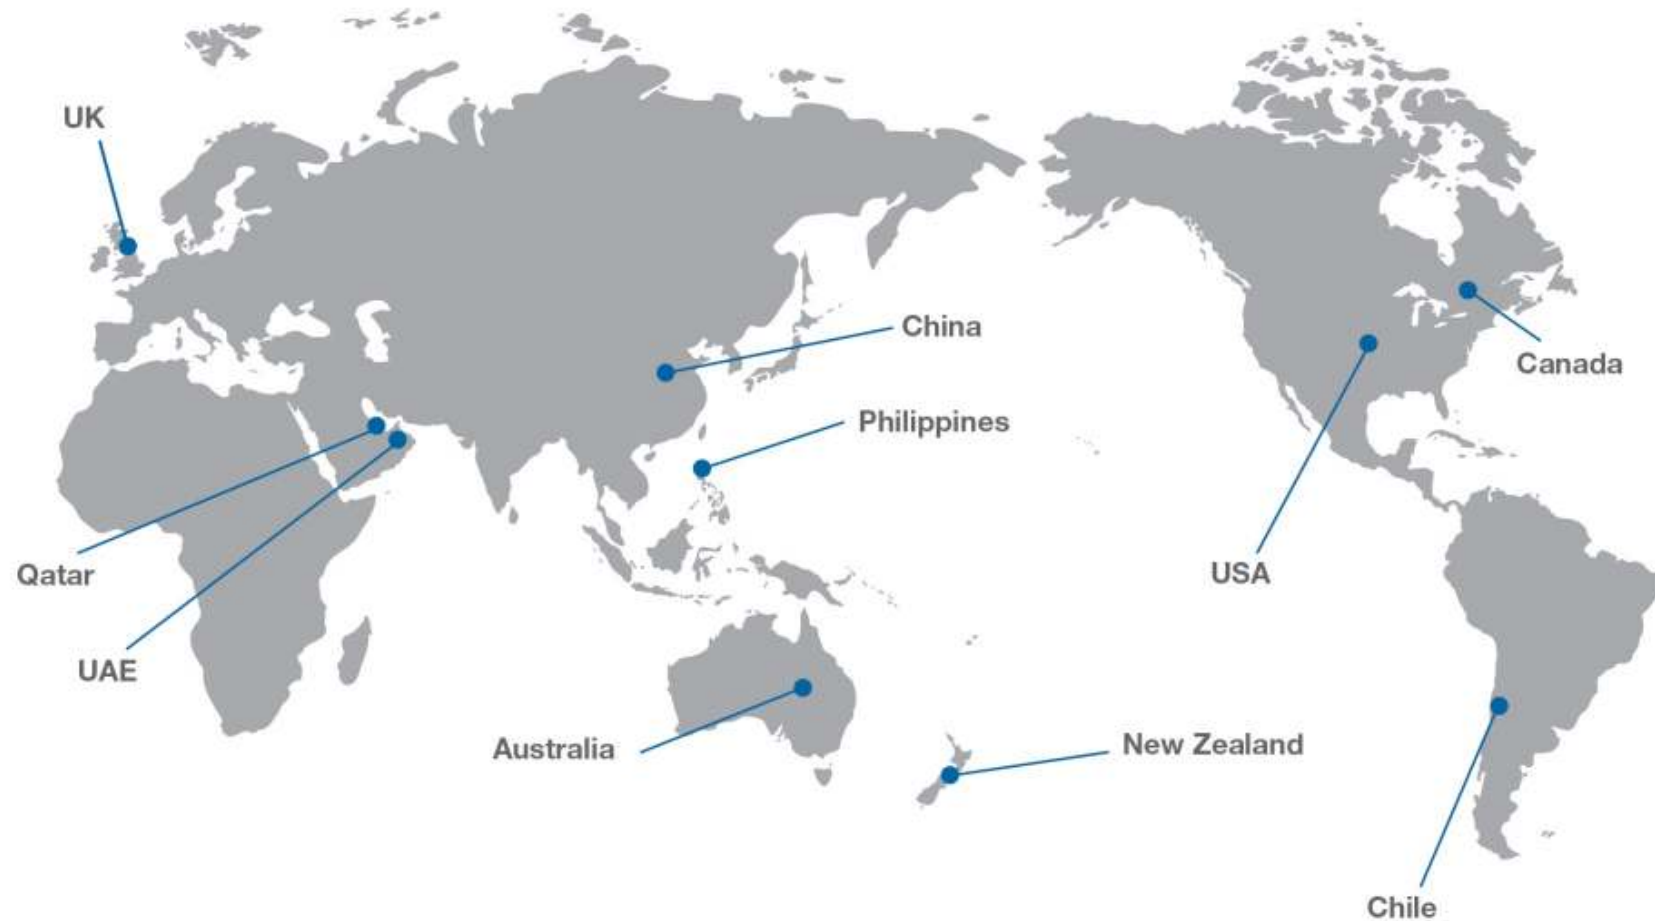 UK
China
Canada
Philippines
Qatar
USA
UAE
Australia
New Zealand
Chile